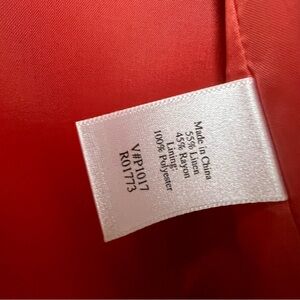 Made in China
55% Linen
45% Rayon
Lining:
100% Polyester
V#P1017
R01773